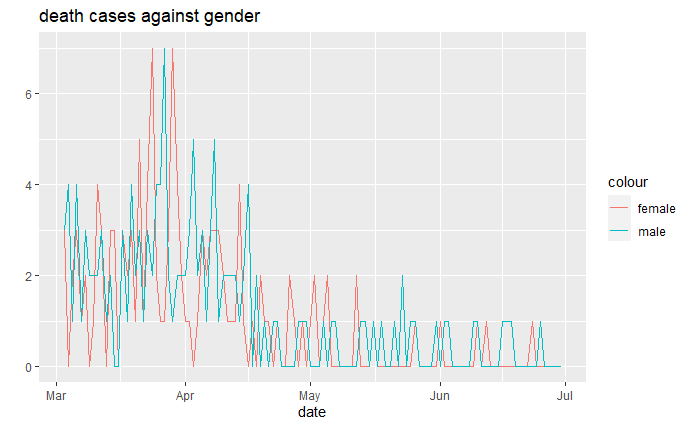 death cases against gender
6
4
2
0
Mar Apr May Jun Jul
date
colour
female
male